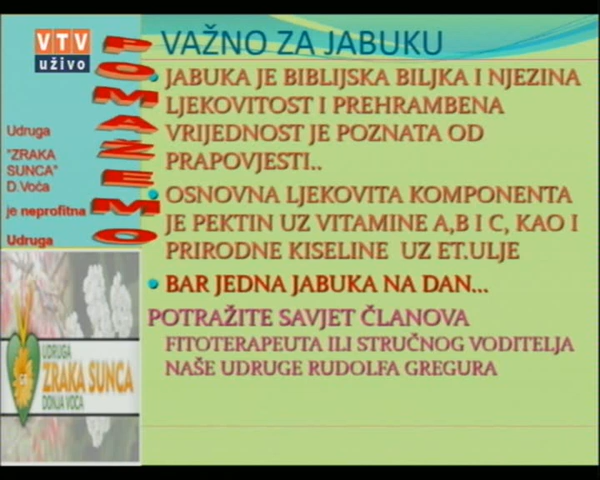 VTV
uživo
POMAŽEMO
Udruga
"ZRAKA
SUNCA"
D.Voća
je neprofitna
Udruga
UDRUGA
ZRAKA SUNCA
DONJA VOĆA
VAŽNO ZA JABUKU
• JABUKA JE BIBLIJSKA BILJKA I NJEZINA
LJEKOVITOST I PREHRAMBENA
VRIJEDNOST JE POZNATA OD
PRAPOVJESTI..
• OSNOVNA LJEKOVITA KOMPONENTA
JE PEKTIN UZ VITAMINE A,B I C, KAO I
PRIRODNE KISELINE UZ ET.ULJE
• BAR JEDNA JABUKA NA DAN...
POTRAŽITE SAVJET ČLANOVA
FITOTERAPEUTA ILI STRUČNOG VODITELJA
NAŠE UDRUGE RUDOLFA GREGURA